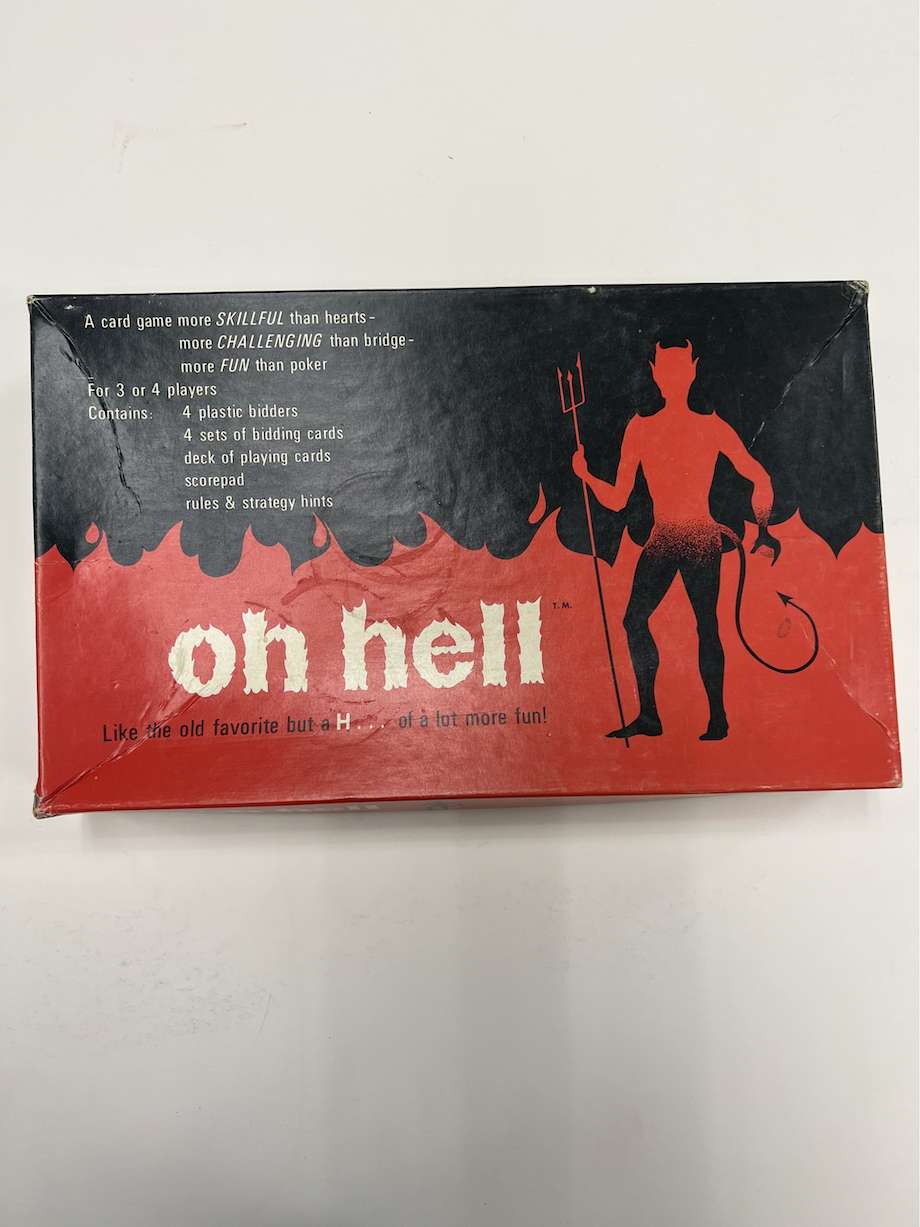 A card game more SKILLFUL than hearts-
more CHALLENGING than bridge-
more FUN than poker
For 3 or 4 players
Contains: 4 plastic bidders
4 sets of bidding cards
deck of playing cards
scorepad
rules & strategy hints
oh hell T.M.
Like the old favorite but a H... of a lot more fun!